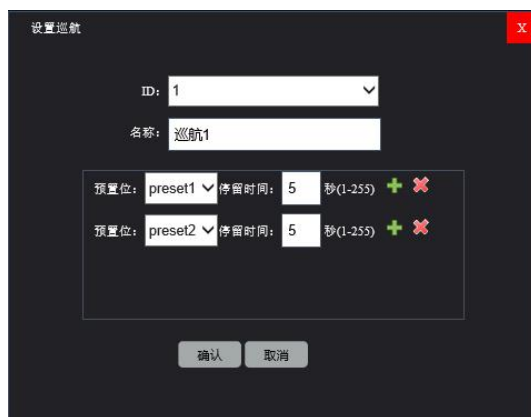 设置巡航 X
ID: 1
名称: 巡航1
预置位: preset1 停留时间: 5 秒(1-255)
预置位: preset2 停留时间: 5 秒(1-255)
确认 取消